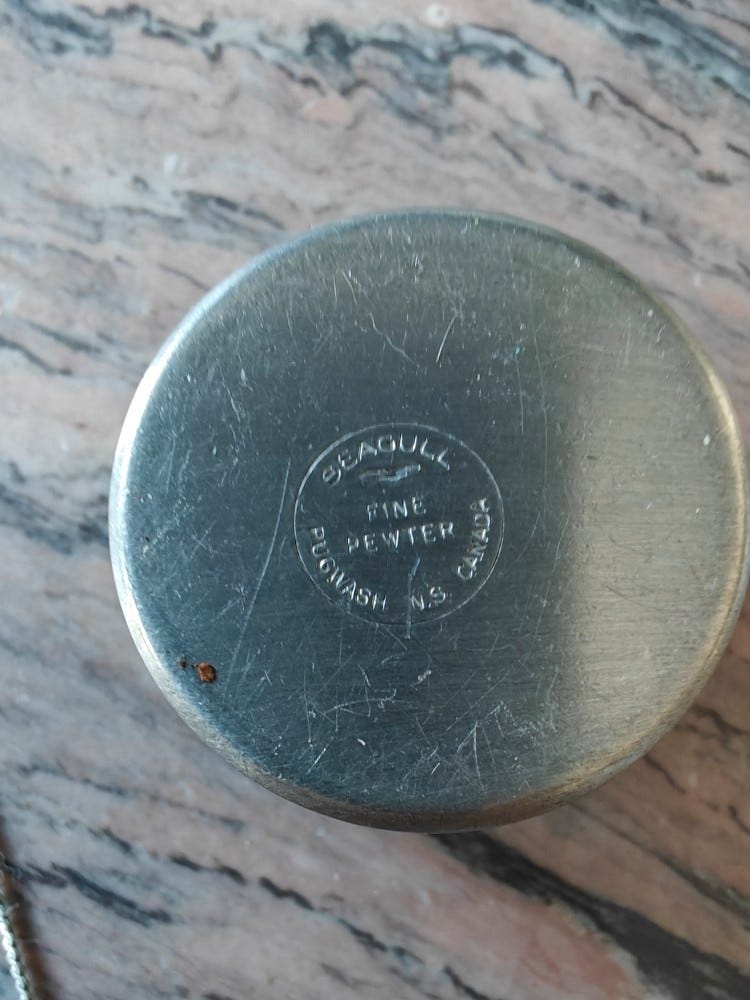 SEAGULL
FINE
PEWTER
PUGWASH N.S. CANADA